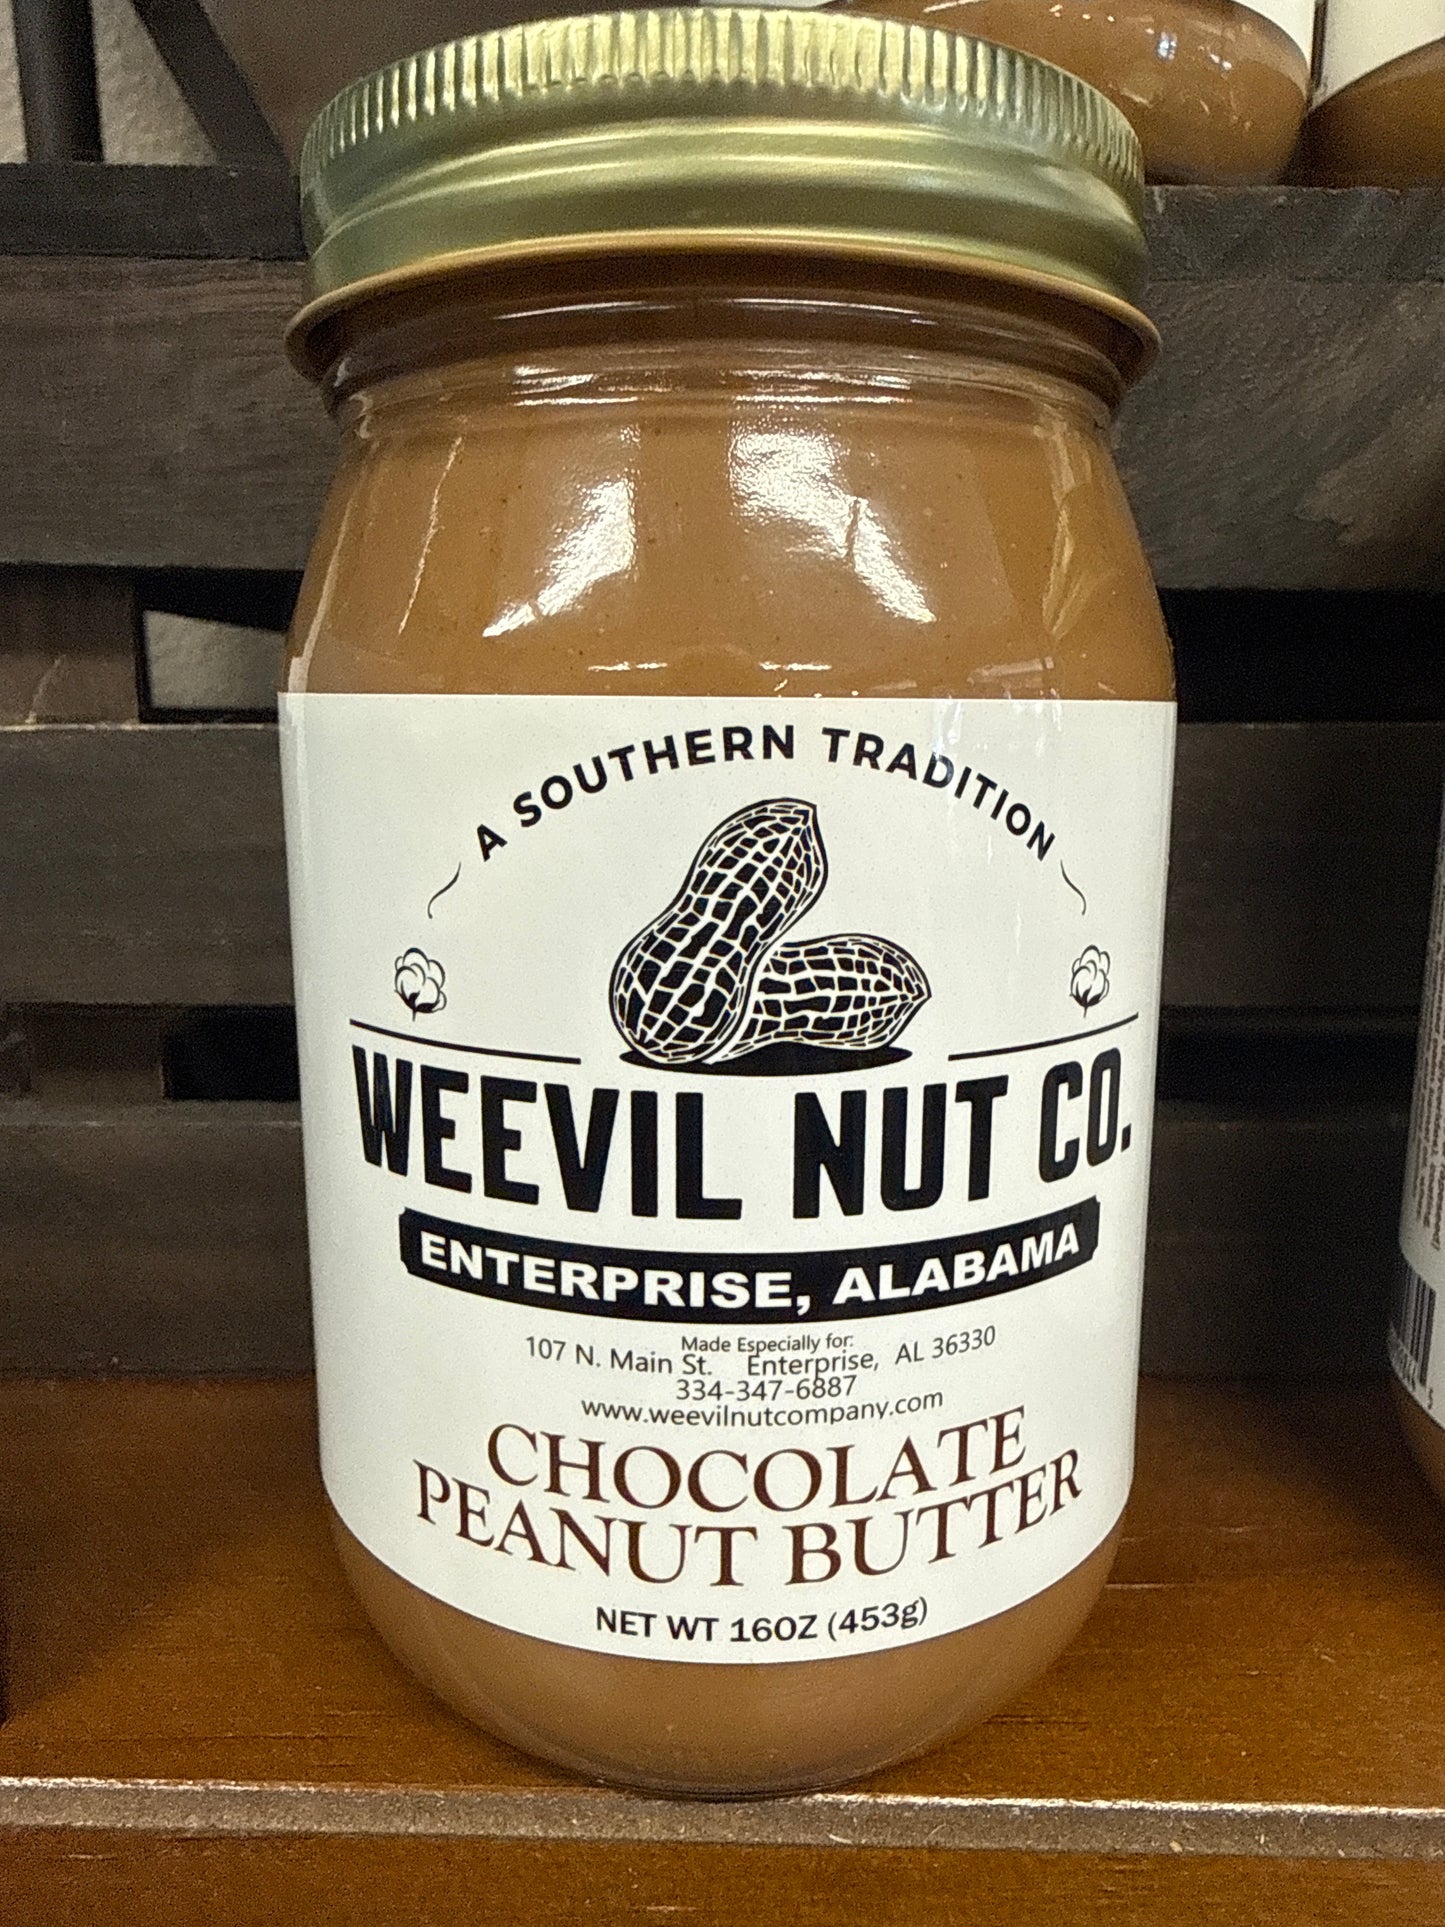 A SOUTHERN TRADITION
WEEVIL NUT CO.
ENTERPRISE, ALABAMA
Made Especially for:
107 N. Main St. Enterprise, AL 36330
334-347-6887
www.weevilnutcompany.com
CHOCOLATE
PEANUT BUTTER
NET WT 16OZ (453g)